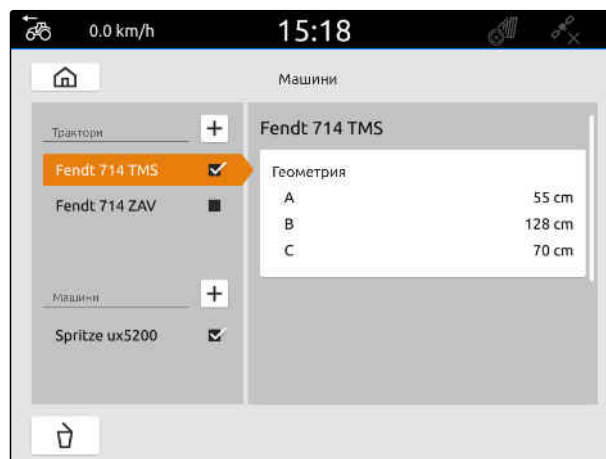 0.0 km/h
15:18
Машини
Трактори
Fendt 714 TMS
Fendt 714 TMS
Геометрия
Fendt 714 ZAV
A 55 cm
B 128 cm
C 70 cm
Машини
Spritze ux5200